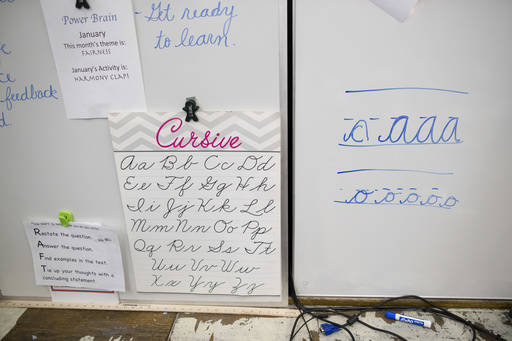 Power Brain
January
This month's theme is:
FAIRNESS
January's Activity is:
HARMONY CLAP!
-Get ready
to learn.
feedback
Cursive
Aa Bb Cc Dd
Ee Ff Gg Hh
Ii Jj Kk Ll
Mm Nn Oo Pp
Qq Rr Ss Tt
Uu Vv Ww
Xx Yy Zz
Restate the question.
Answer the question.
Find examples in the text.
Tie up your thoughts with a
concluding statement.
a a a a
o o o o o o